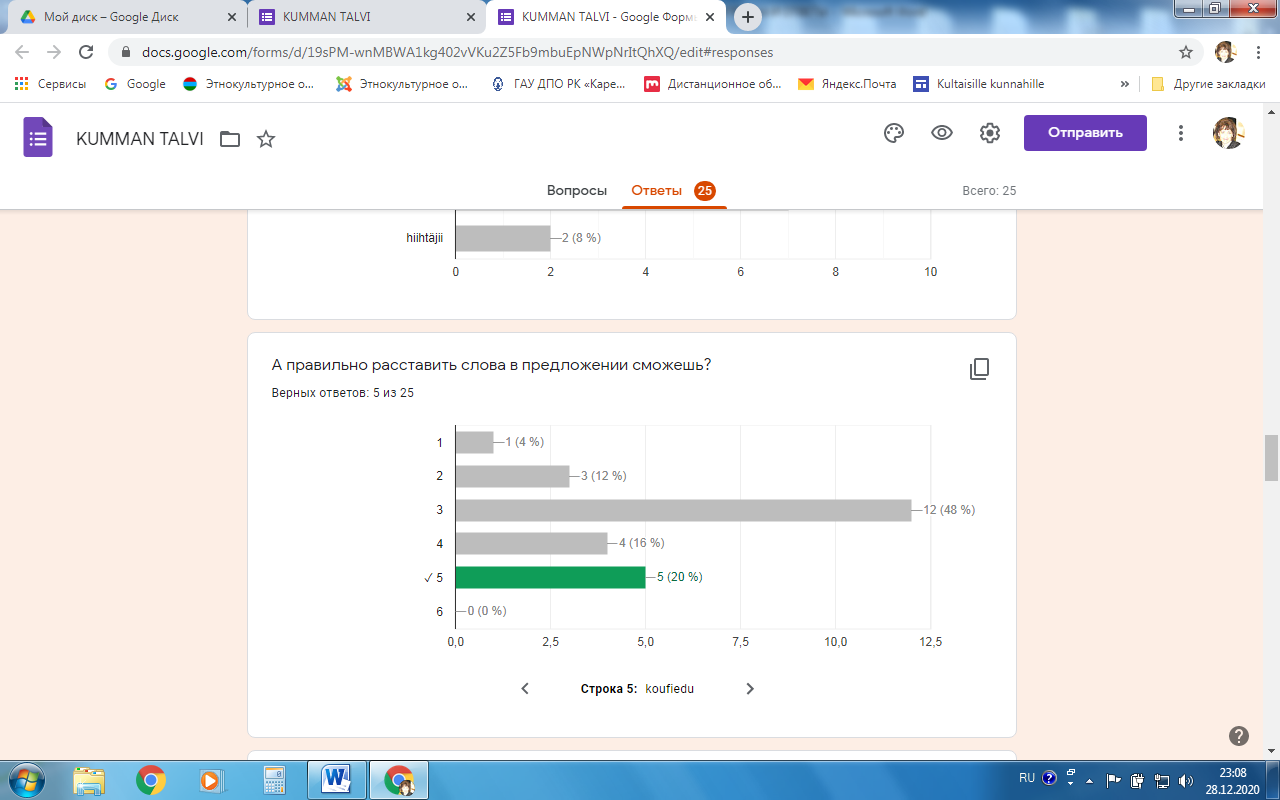 Мой диск – Google Диск
KUMMAN TALVI
KUMMAN TALVI - Google Форм
docs.google.com/forms/d/19sPM-wnMBWA1kg402vVKu2Z5Fb9mbuEpNWpNrItQhXQ/edit#responses
Сервисы Google Этнокультурное о... Этнокультурное о... ГАУ ДПО РК «Каре... Дистанционное об... Яндекс.Почта Kultaisille kunnahille » Другие закладки
KUMMAN TALVI Отправить
Вопросы Ответы 25 Всего: 25
hiihtäjii 2 (8 %)
0 2 4 6 8 10
А правильно расставить слова в предложении сможешь?
Верных ответов: 5 из 25
1 1 (4 %)
2 3 (12 %)
3 12 (48 %)
4 4 (16 %)
✓ 5 5 (20 %)
6 0 (0 %)
0,0 2,5 5,0 7,5 10,0 12,5
Строка 5: koufiedu
RU 23:08
28.12.2020